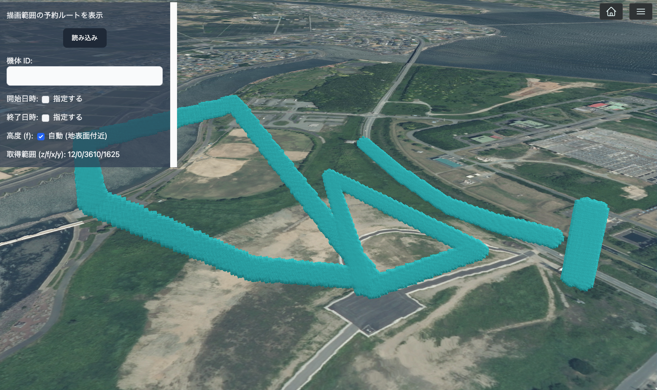 描画範囲の予約ルートを表示
読み込み
機体 ID:
開始日時: 指定する
終了日時: 指定する
高度 (f): 自動 (地表面付近)
取得範囲 (z/f/x/y): 12/0/3610/1625